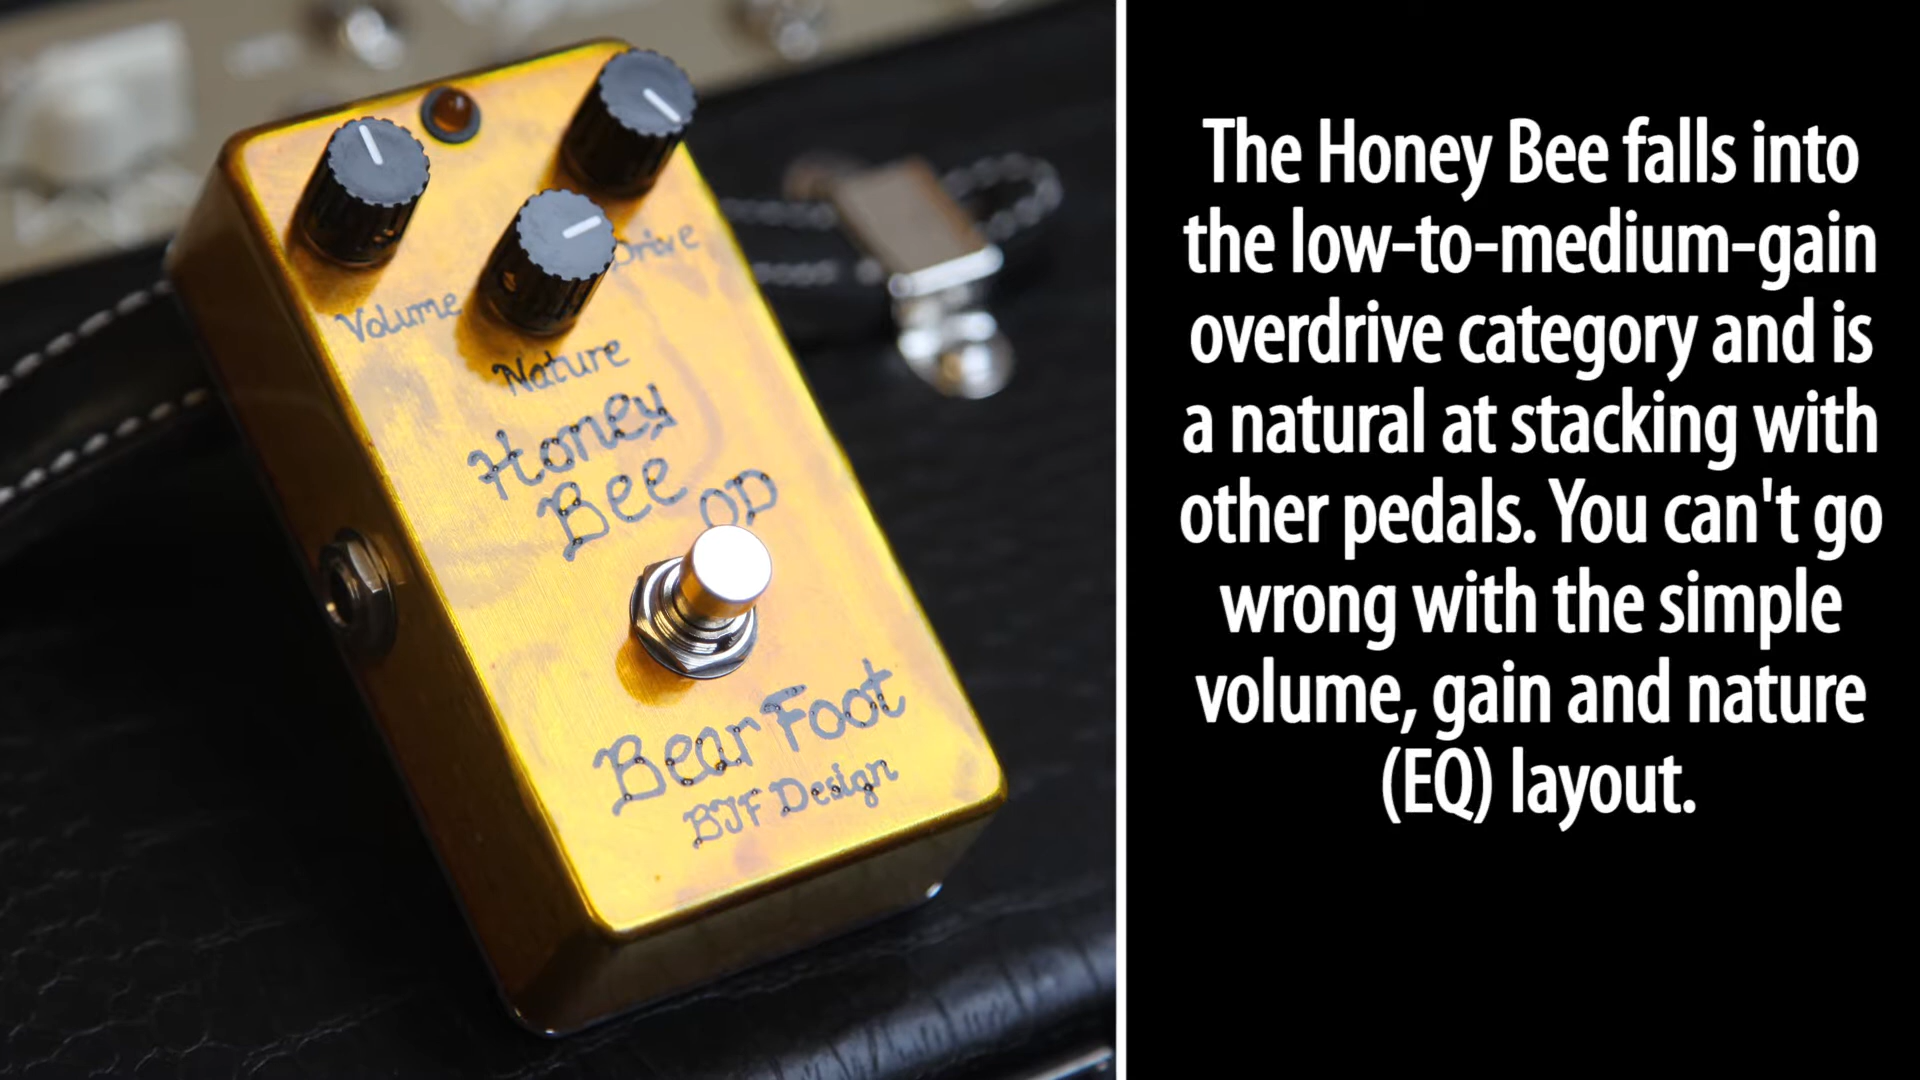 Volume
Drive
Nature
Honey
Bee OD
BearFoot
BJF Design
The Honey Bee falls into
the low-to-medium-gain
overdrive category and is
a natural at stacking with
other pedals. You can't go
wrong with the simple
volume, gain and nature
(EQ) layout.